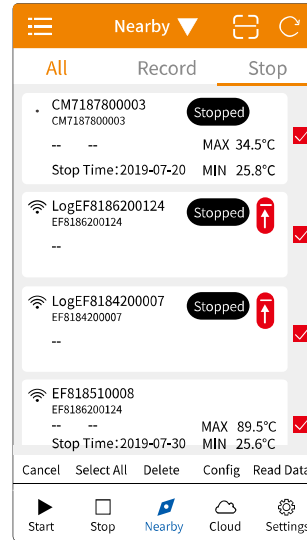 Nearby
All Record Stop
CM7187800003 Stopped
CM7187800003
-- -- MAX 34.5°C
Stop Time:2019-07-20 MIN 25.8°C
LogEF8186200124 Stopped
EF8186200124
--
LogEF8184200007 Stopped
EF8184200007
--
EF818510008
EF8186200124
-- -- MAX 89.5°C
Stop Time:2019-07-30 MIN 25.6°C
Cancel Select All Delete Config Read Data
Start Stop Nearby Cloud Settings